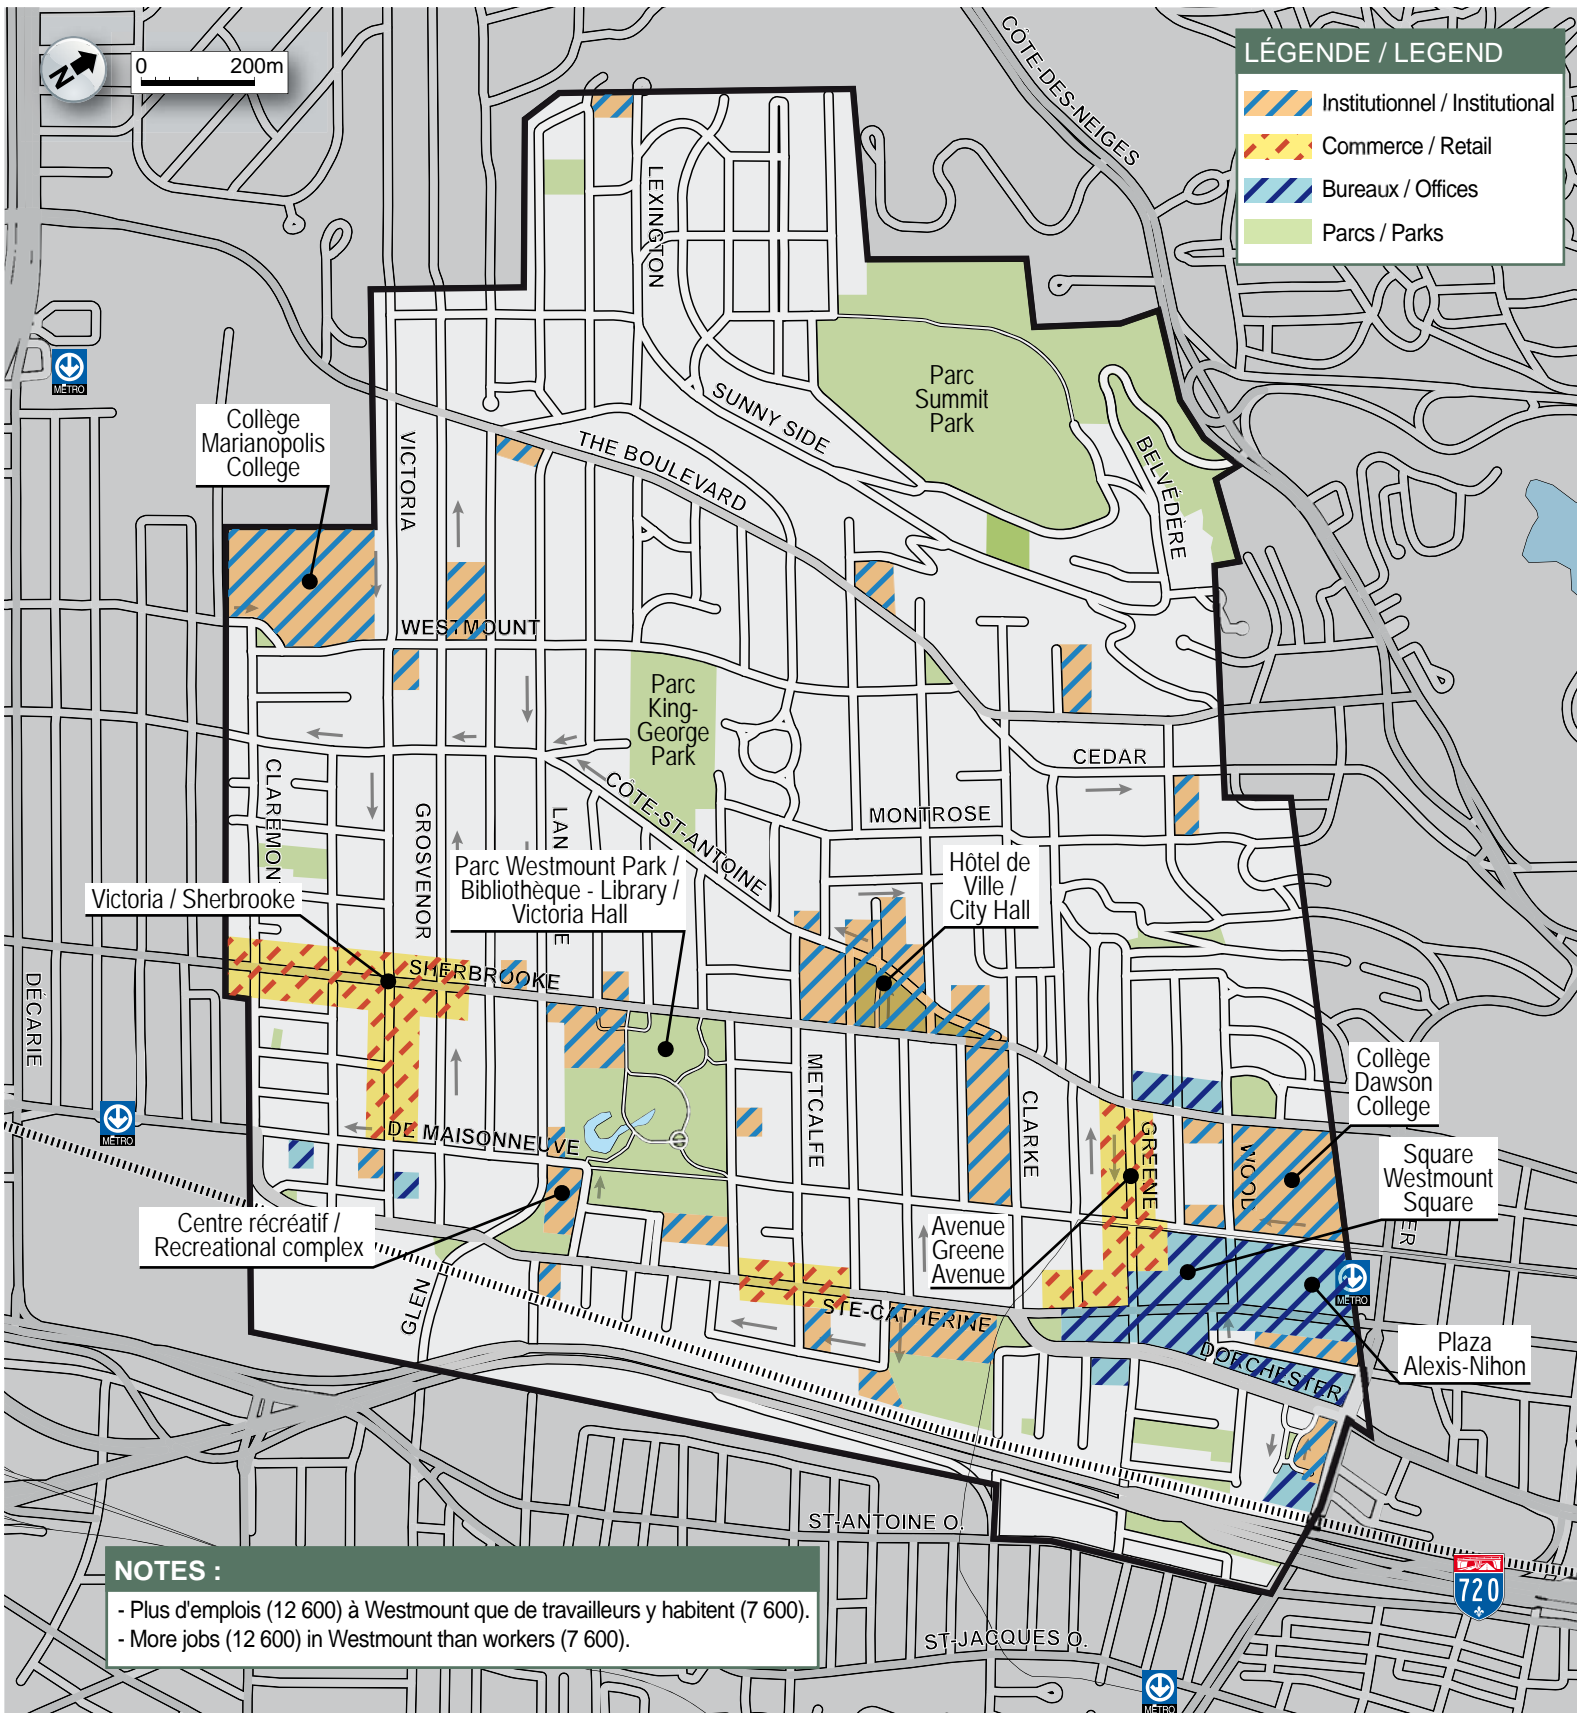 N
0 200m
LÉGENDE / LEGEND
Institutionnel / Institutional
Commerce / Retail
Bureaux / Offices
Parcs / Parks
CÔTE-DES-NEIGES
LEXINGTON
MÉTRO
Parc
Summit
Park
SUNNY SIDE
THE BOULEVARD
BELVÉDÈRE
Collège
Marianopolis
College
VICTORIA
WESTMOUNT
Parc
King-
George
Park
CEDAR
CLAREMON
GROSVENOR
CÔTE-ST-ANTOINE
MONTROSE
Victoria / Sherbrooke
Parc Westmount Park /
Bibliothèque - Library /
Victoria Hall
Hôtel de
Ville /
City Hall
SHERBROOKE
DÉCARIE
METCALFE
CLARKE
GREENE
WOOD
Collège
Dawson
College
MÉTRO
DE MAISONNEUVE
Square
Westmount
Square
Centre récréatif /
Recreational complex
Avenue
Greene
Avenue
MÉTRO
GLEN
STE-CATHERINE
DORCHESTER
Plaza
Alexis-Nihon
ST-ANTOINE O.
NOTES :
- Plus d'emplois (12 600) à Westmount que de travailleurs y habitent (7 600).
- More jobs (12 600) in Westmount than workers (7 600).
720
ST-JACQUES O.
MÉTRO